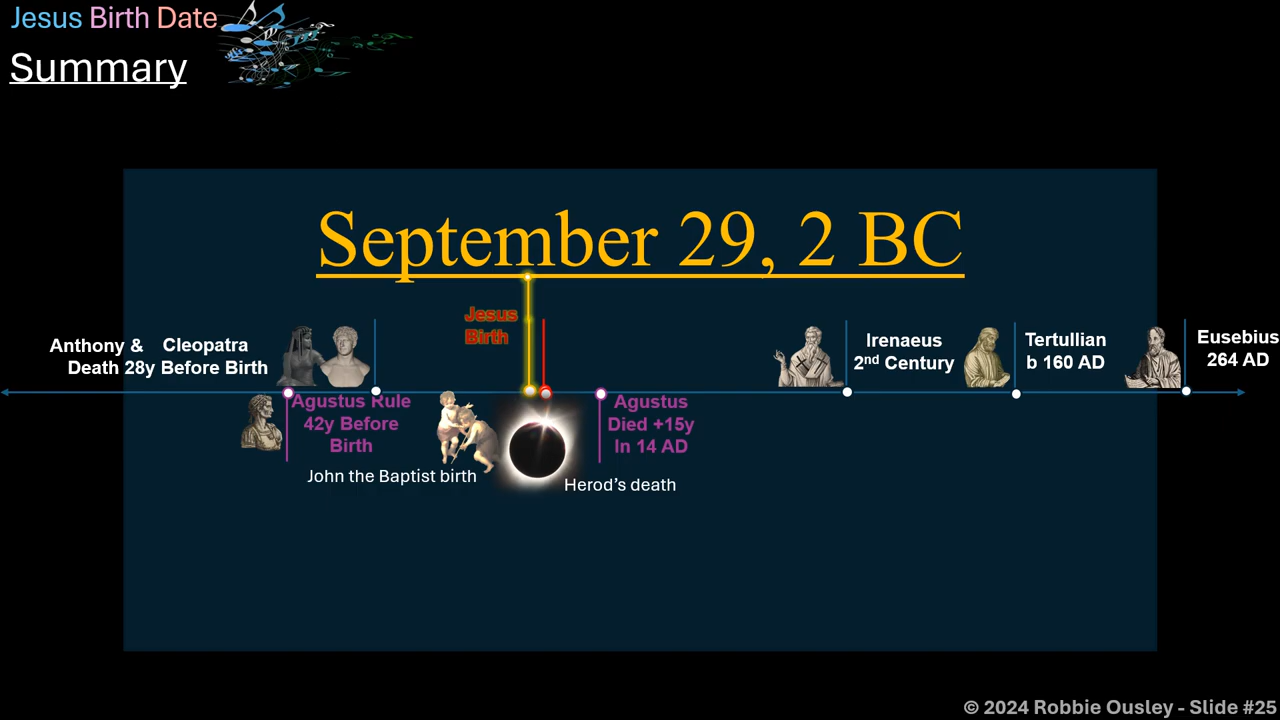 Jesus Birth Date
Summary
September 29, 2 BC
Jesus
Birth
Anthony & Cleopatra
Death 28y Before Birth
Irenaeus
2nd Century
Tertullian
b 160 AD
Eusebius
264 AD
Agustus Rule
42y Before
Birth
Agustus
Died +15y
In 14 AD
John the Baptist birth
Herod's death
© 2024 Robbie Ousley - Slide #25